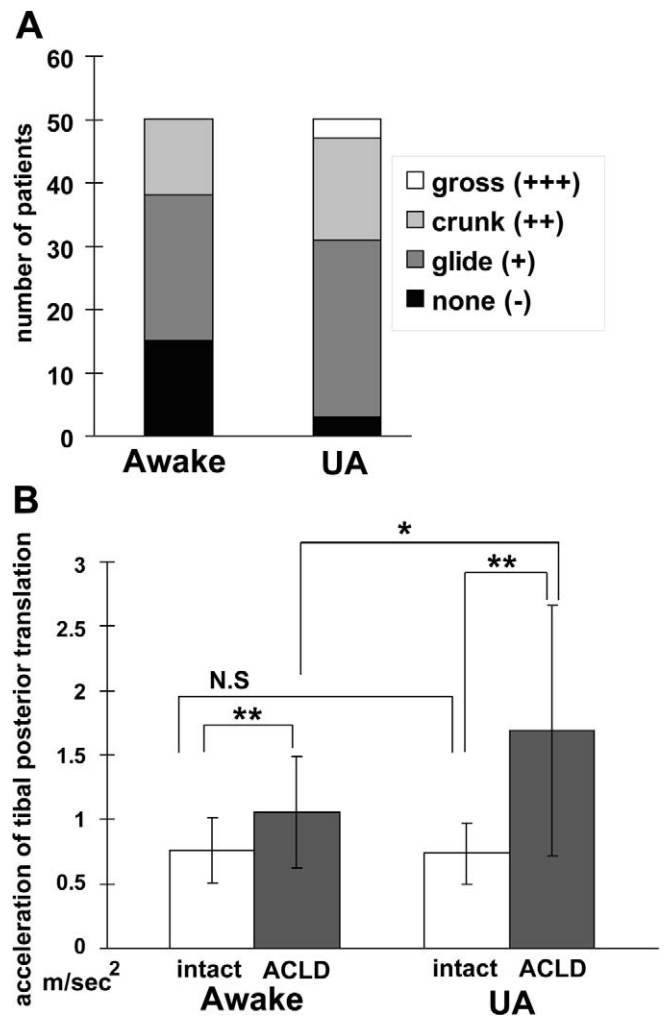 A
60
50
40
30
20
10
0
number of patients
Awake
UA
gross (+++)
crunk (++)
glide (+)
none (-)
B
3
2.5
2
1.5
1
0.5
0
acceleration of tibal posterior translation
m/sec2
*
**
N.S
**
intact ACLD intact ACLD
Awake UA